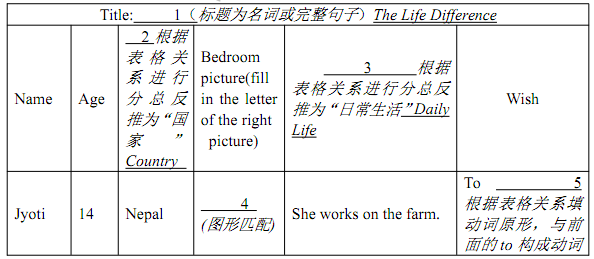 Title:      1（标题为名词或完整句子）The Life Difference
Name
Age
2 根据
表格关
系进行
分总反
推为“国
家”
Country
Bedroom
picture(fill
in the letter
of the right
picture)
3      根据
表格关系进行分总反
推为“日常生活”Daily
Life
Wish
Jyoti
14
Nepal
4
(图形匹配)
She works on the farm.
To      5
根据表格关系填
动词原形，与前
面的 to 构成动词